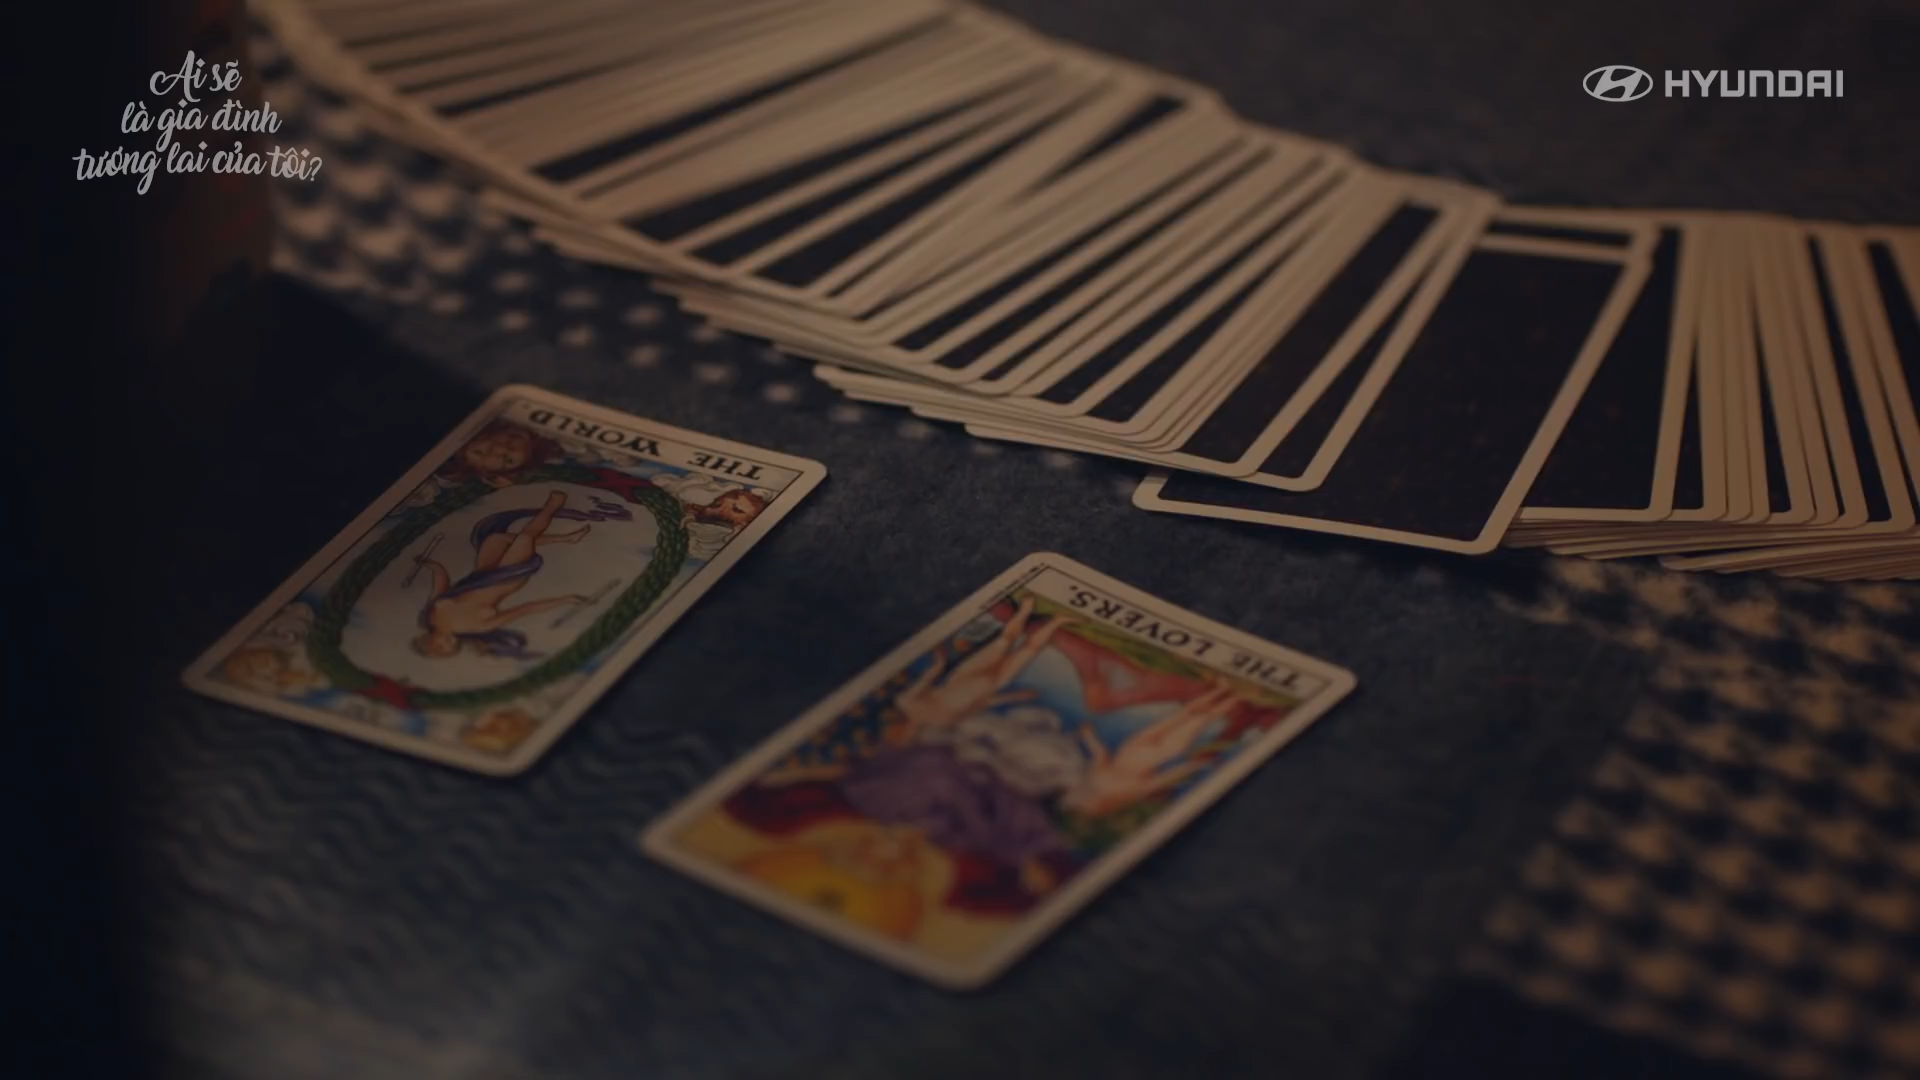 Ai sẽ
là gia đình
tương lai của tôi?
HYUNDAI
THE WORLD.
THE LOVERS.